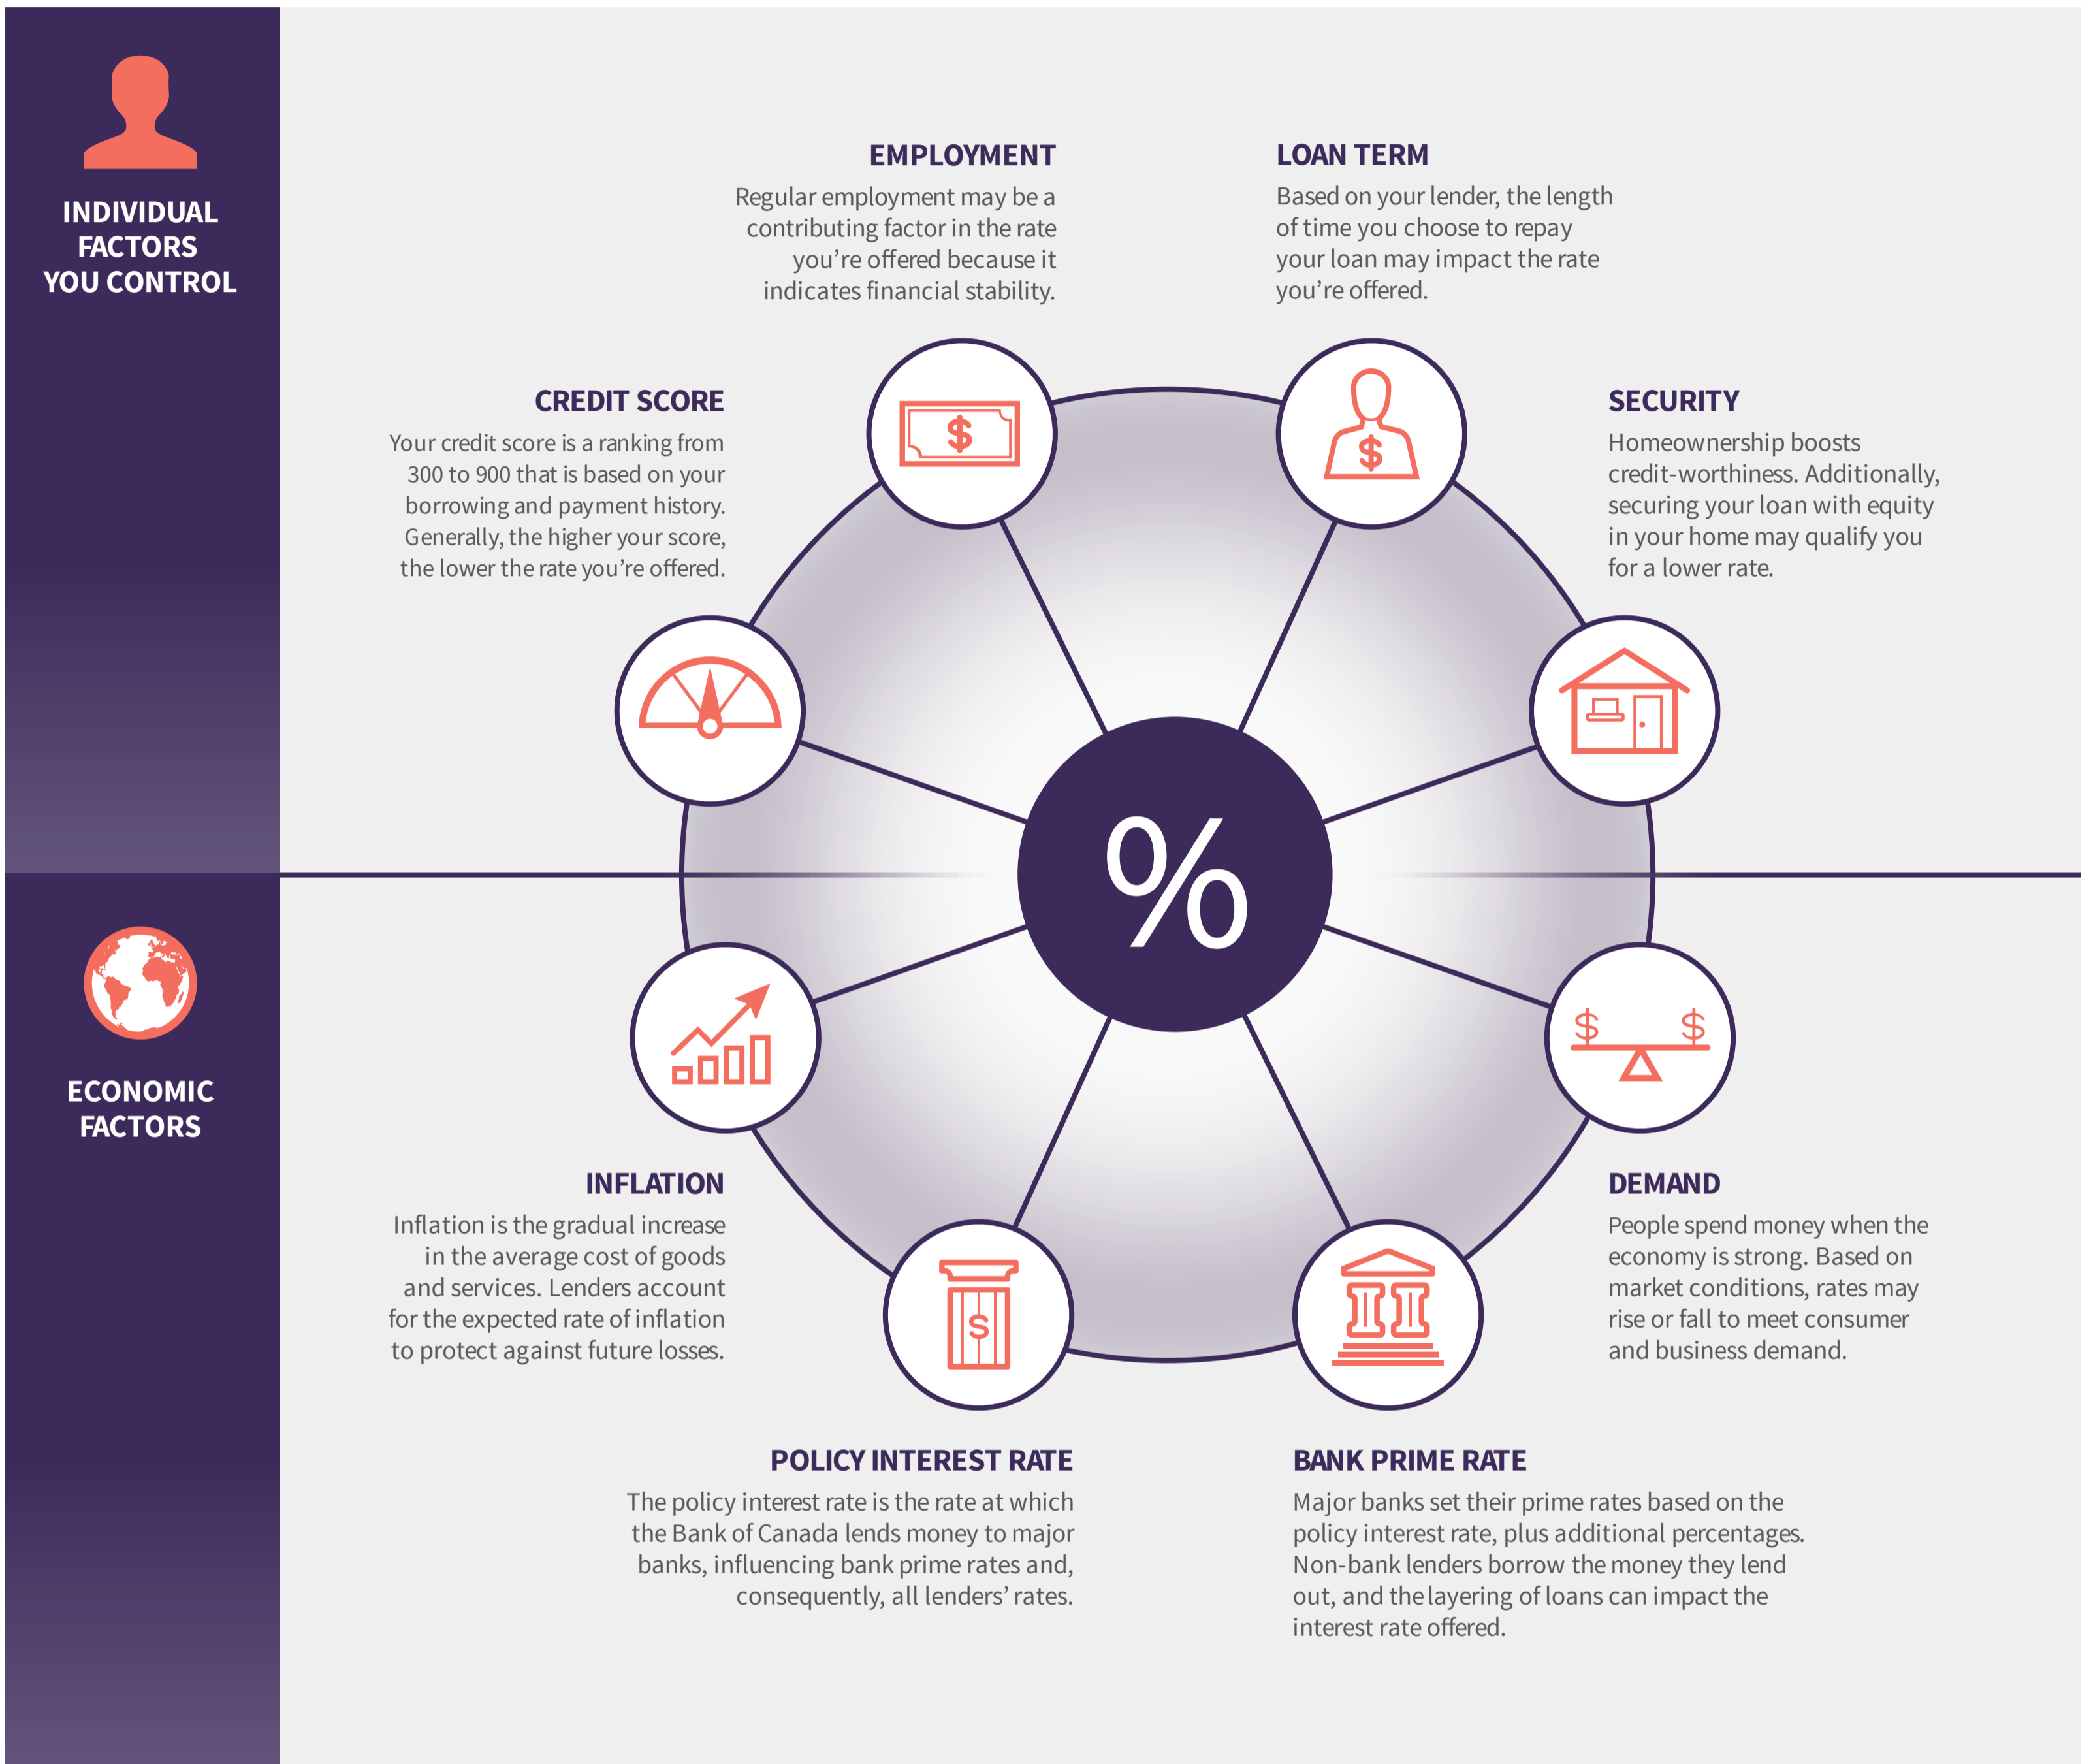 INDIVIDUAL
FACTORS
YOU CONTROL
EMPLOYMENT
Regular employment may be a
contributing factor in the rate
you’re offered because it
indicates financial stability.
LOAN TERM
Based on your lender, the length
of time you choose to repay
your loan may impact the rate
you’re offered.
CREDIT SCORE
Your credit score is a ranking from
300 to 900 that is based on your
borrowing and payment history.
Generally, the higher your score,
the lower the rate you’re offered.
SECURITY
Homeownership boosts
credit-worthiness. Additionally,
securing your loan with equity
in your home may qualify you
for a lower rate.
$
$
%
ECONOMIC
FACTORS
$ $
INFLATION
Inflation is the gradual increase
in the average cost of goods
and services. Lenders account
for the expected rate of inflation
to protect against future losses.
DEMAND
People spend money when the
economy is strong. Based on
market conditions, rates may
rise or fall to meet consumer
and business demand.
S
POLICY INTEREST RATE
The policy interest rate is the rate at which
the Bank of Canada lends money to major
banks, influencing bank prime rates and,
consequently, all lenders’ rates.
BANK PRIME RATE
Major banks set their prime rates based on the
policy interest rate, plus additional percentages.
Non-bank lenders borrow the money they lend
out, and the layering of loans can impact the
interest rate offered.